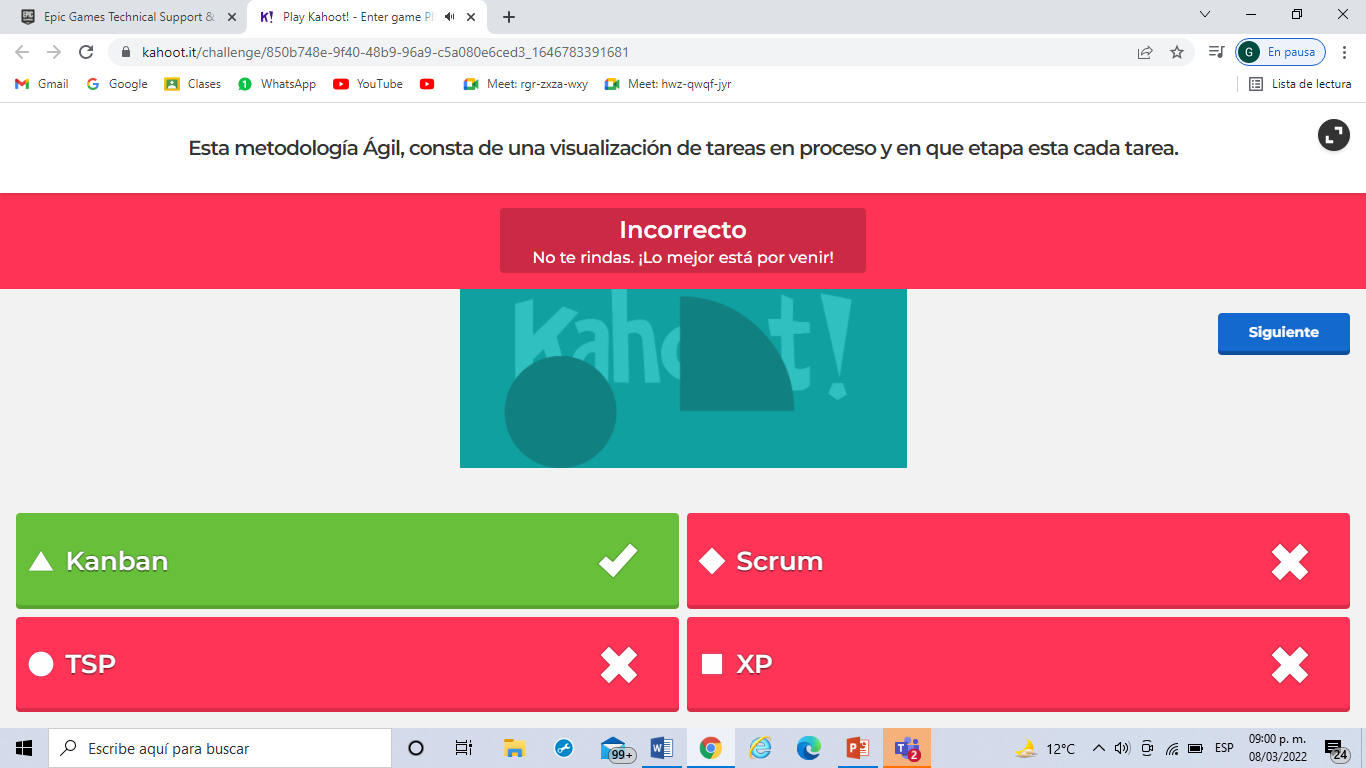 Epic Games Technical Support &
Play Kahoot! - Enter game P
kahoot.it/challenge/850b748e-9f40-48b9-96a9-c5a080e6ced3_1646783391681
G En pausa
Gmail Google Clases 1 WhatsApp YouTube Meet: rgr-zxza-wxy Meet: hwz-qwqf-jyr Lista de lectura
Esta metodología Ágil, consta de una visualización de tareas en proceso y en que etapa esta cada tarea.
Incorrecto
No te rindas. ¡Lo mejor está por venir!
Kahoot!
Siguiente
Kanban
Scrum
TSP
XP
Escribe aquí para buscar
99+
2
12°C
ESP
09:00 p. m.
08/03/2022
24